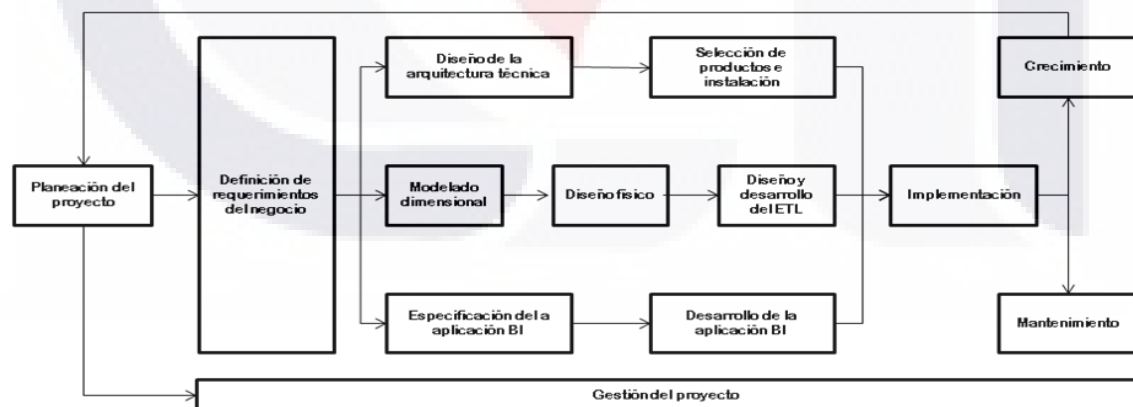 Diseño de la
arquitectura técnica
Selección de
productos e
instalación
Crecimiento
Planeación del
proyecto
Definición de
requerimientos
del negocio
Modelado
dimensional
Diseño físico
Diseño y
desarrollo
del ETL
Implementación
Especificación del a
aplicación BI
Desarrollo de la
aplicación BI
Mantenimiento
Gestión del proyecto